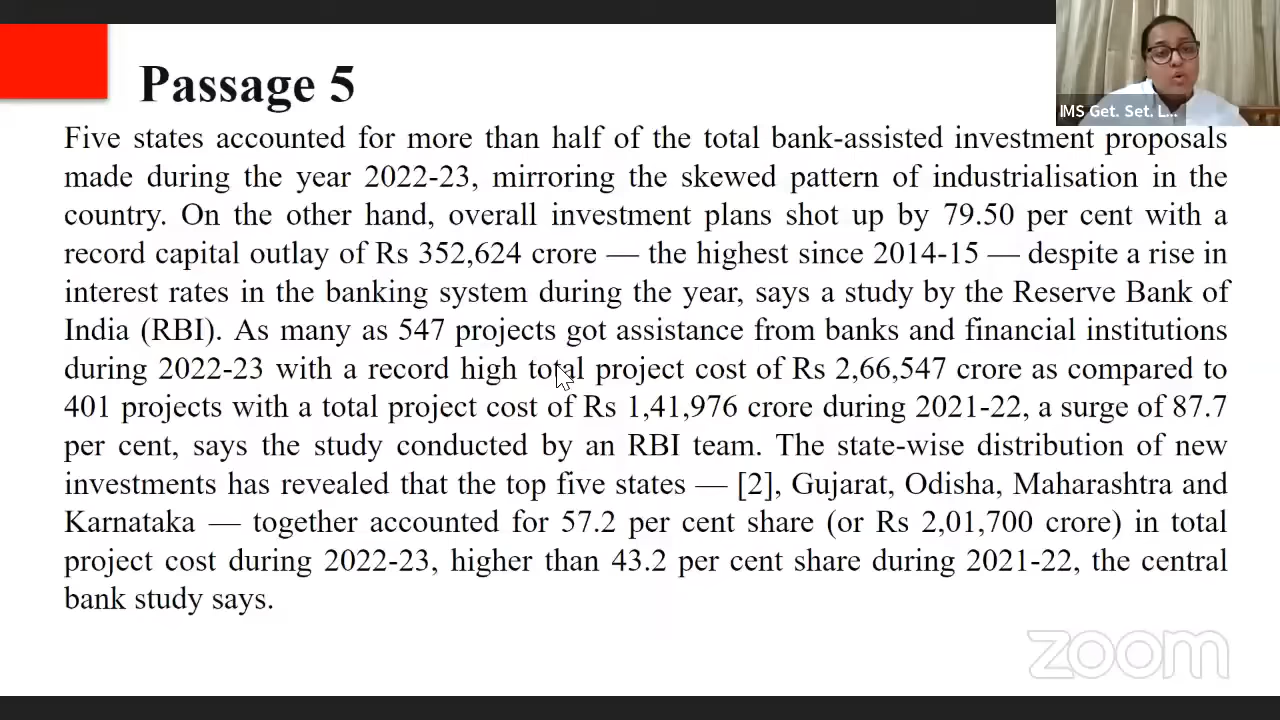 Passage 5
IMS Get. Set. L...
Five states accounted for more than half of the total bank-assisted investment proposals
made during the year 2022-23, mirroring the skewed pattern of industrialisation in the
country. On the other hand, overall investment plans shot up by 79.50 per cent with a
record capital outlay of Rs 352,624 crore — the highest since 2014-15 — despite a rise in
interest rates in the banking system during the year, says a study by the Reserve Bank of
India (RBI). As many as 547 projects got assistance from banks and financial institutions
during 2022-23 with a record high total project cost of Rs 2,66,547 crore as compared to
401 projects with a total project cost of Rs 1,41,976 crore during 2021-22, a surge of 87.7
per cent, says the study conducted by an RBI team. The state-wise distribution of new
investments has revealed that the top five states — [2], Gujarat, Odisha, Maharashtra and
Karnataka — together accounted for 57.2 per cent share (or Rs 2,01,700 crore) in total
project cost during 2022-23, higher than 43.2 per cent share during 2021-22, the central
bank study says.
zoom